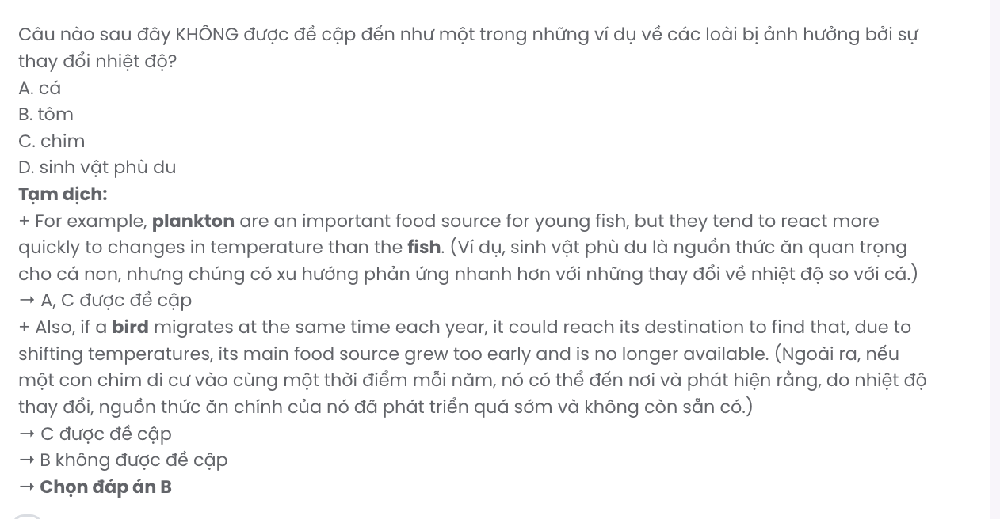 Câu nào sau đây KHÔNG được đề cập đến như một trong những ví dụ về các loài bị ảnh hưởng bởi sự
thay đổi nhiệt độ?
A. cá
B. tôm
C. chim
D. sinh vật phù du
Tạm dịch:
+ For example, plankton are an important food source for young fish, but they tend to react more
quickly to changes in temperature than the fish. (Ví dụ, sinh vật phù du là nguồn thức ăn quan trọng
cho cá non, nhưng chúng có xu hướng phản ứng nhanh hơn với những thay đổi về nhiệt độ so với cá.)
→ A, C được đề cập
+ Also, if a bird migrates at the same time each year, it could reach its destination to find that, due to
shifting temperatures, its main food source grew too early and is no longer available. (Ngoài ra, nếu
một con chim di cư vào cùng một thời điểm mỗi năm, nó có thể đến nơi và phát hiện rằng, do nhiệt độ
thay đổi, nguồn thức ăn chính của nó đã phát triển quá sớm và không còn sẵn có.)
→ C được đề cập
→ B không được đề cập
→ Chọn đáp án B